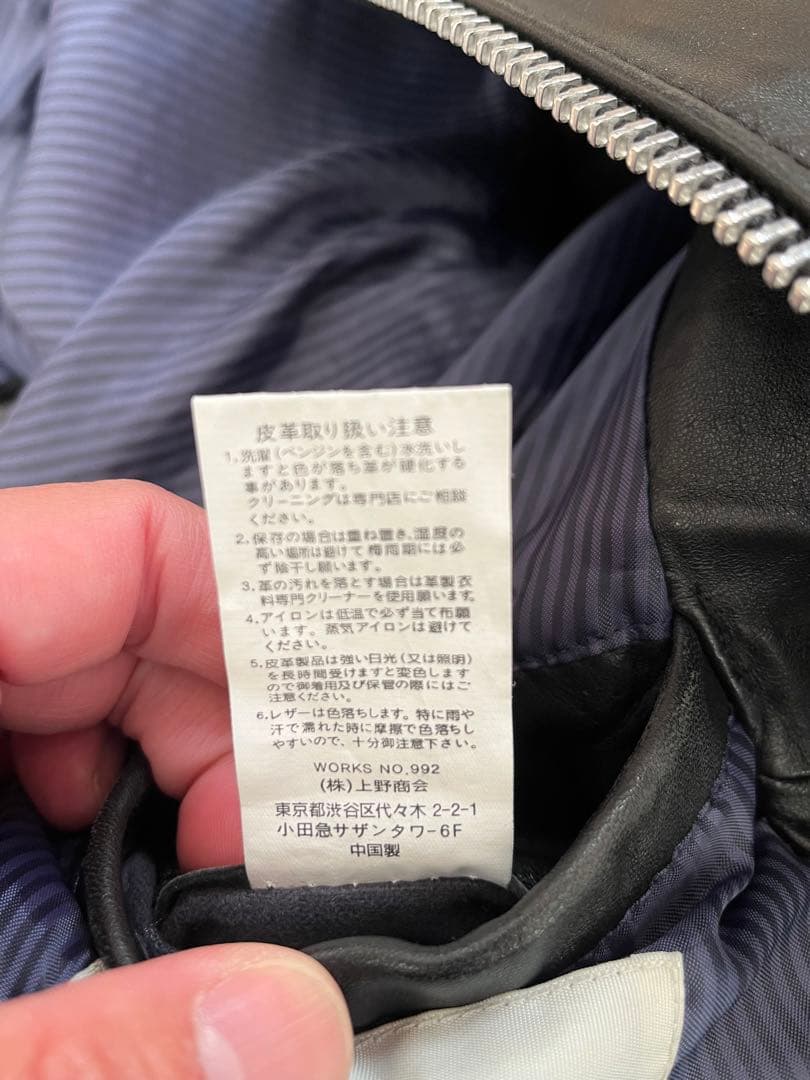 皮革取り扱い注意
1.洗濯(ベンジンを含む)水洗いし
ますと色が落ち革が硬化する
事があります。
クリーニングは専門店にご相談
ください。
2.保存の場合は重ね置き、温度の
高い場所は避けて梅雨期には必
ず陰干し願います。
3.革の汚れを落とす場合は革製衣
料専門クリーナーを使用願います
4.アイロンは低温で必ず当て布願
います。蒸気アイロンは避けて
ください。
5.皮革製品は強い日光(又は照明)
を長時間受けますと変色します
ので御着用及び保管の際にはご
注意ください。
6.レザーは色落ちします。特に雨や
汗で濡れた時に摩擦で色落ちし
やすいので、十分御注意下さい。
WORKS NO.992
(株)上野商会
東京都渋谷区代々木2-2-1
小田急サザンタワー6F
中国製